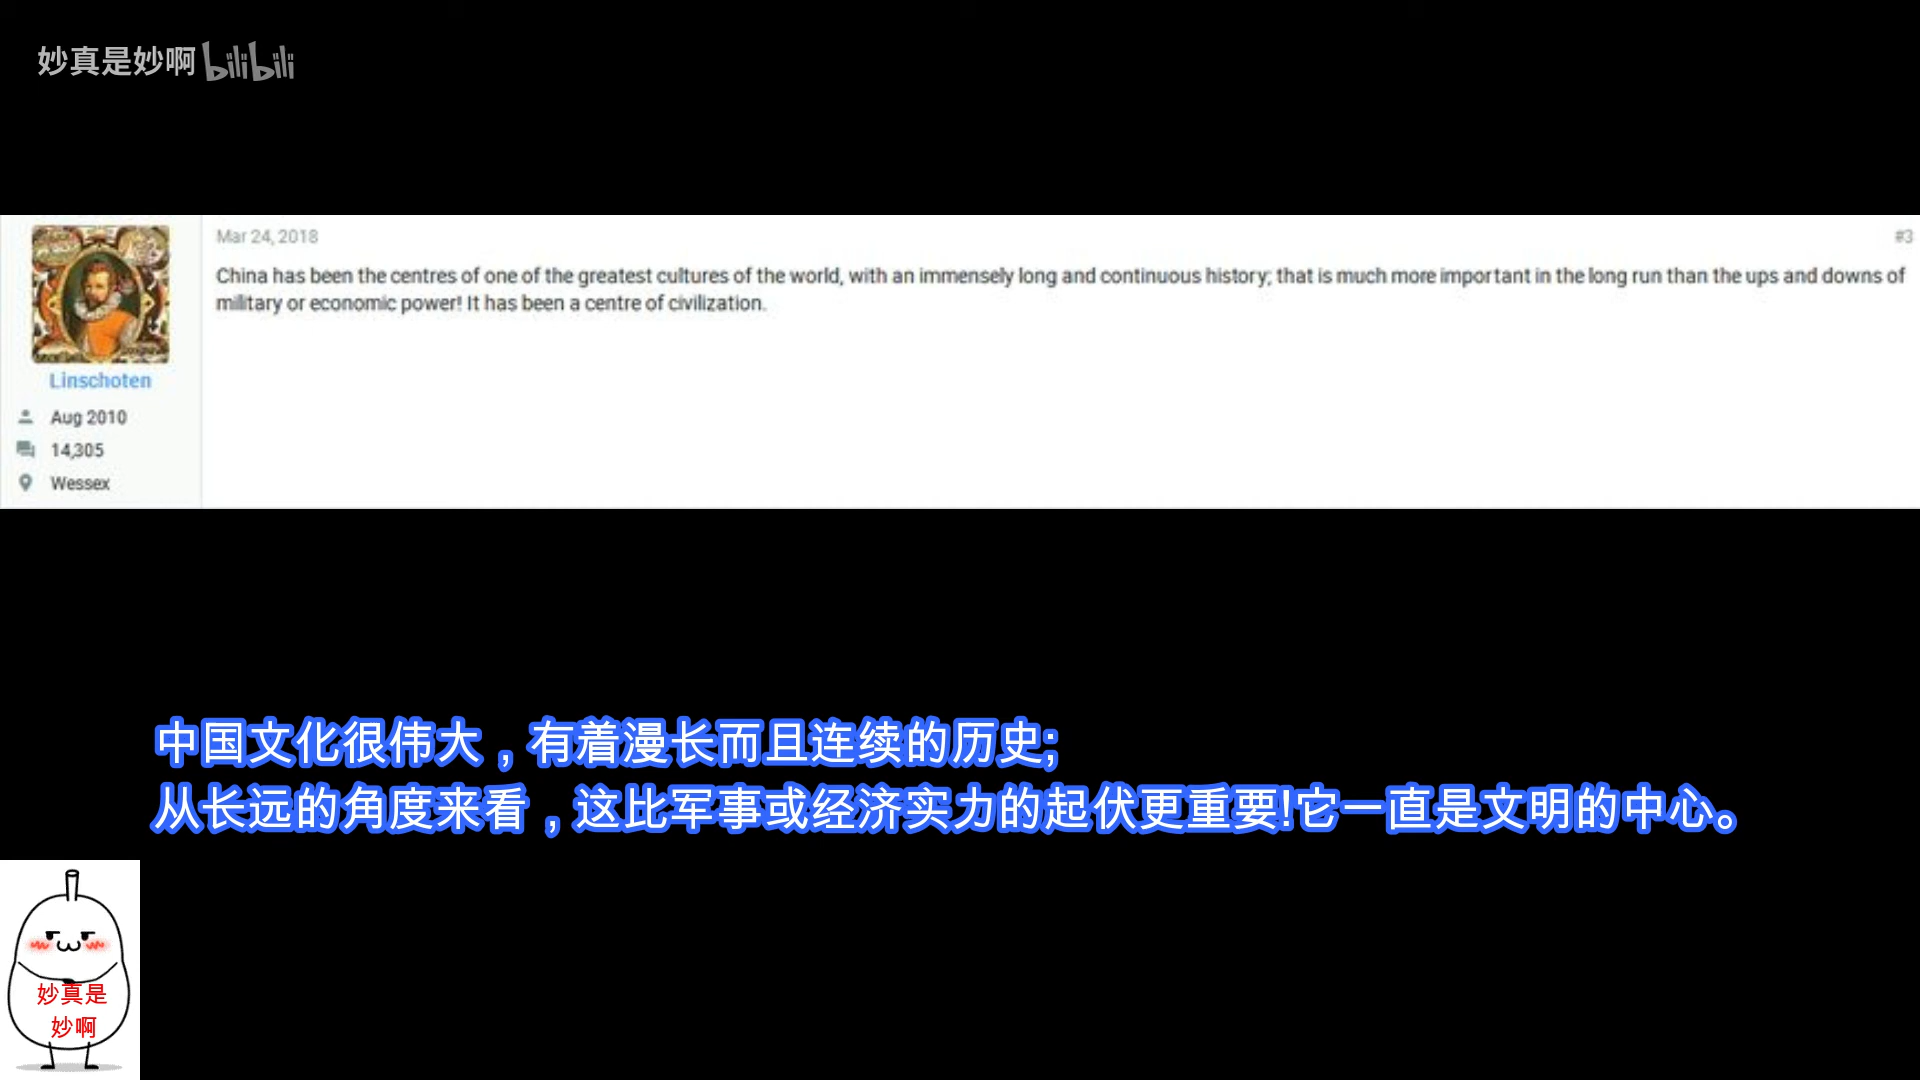 妙真是妙啊 bilibili
Mar 24, 2018
#3
China has been the centres of one of the greatest cultures of the world, with an immensely long and continuous history; that is much more important in the long run than the ups and downs of
military or economic power! It has been a centre of civilization.
Linschoten
Aug 2010
14,305
Wessex
中国文化很伟大，有着漫长而且连续的历史;
从长远的角度来看，这比军事或经济实力的起伏更重要!它一直是文明的中心。
妙真是
妙啊